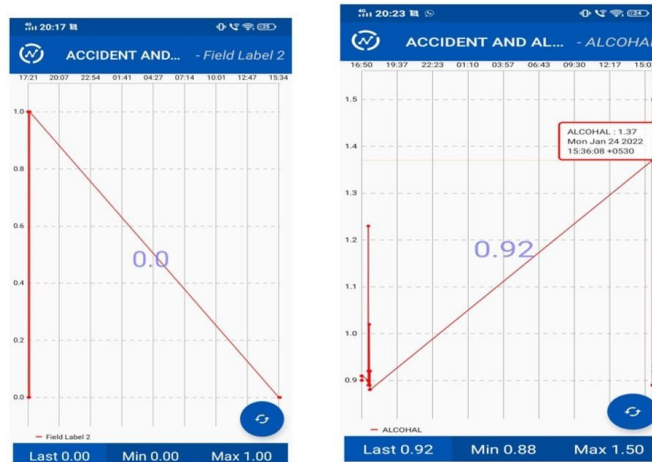 4G 20:17
ACCIDENT AND... - Field Label 2
17:21 20:07 22:54 01:41 04:27 07:14 10:01 12:47 15:34
1.0
0.8
0.6
0.0
0.4
0.2
0.0
Field Label 2
Last 0.00 Min 0.00 Max 1.00
4G 20:23
ACCIDENT AND AL... - ALCOHAL
16:50 19:37 22:23 01:10 03:57 06:43 09:30 12:17 15:0
1.5
1.4
ALCOHAL : 1.37
Mon Jan 24 2022
15:36:08 +0530
1.3
1.2
0.92
1.1
1.0
0.9
ALCOHAL
Last 0.92 Min 0.88 Max 1.50